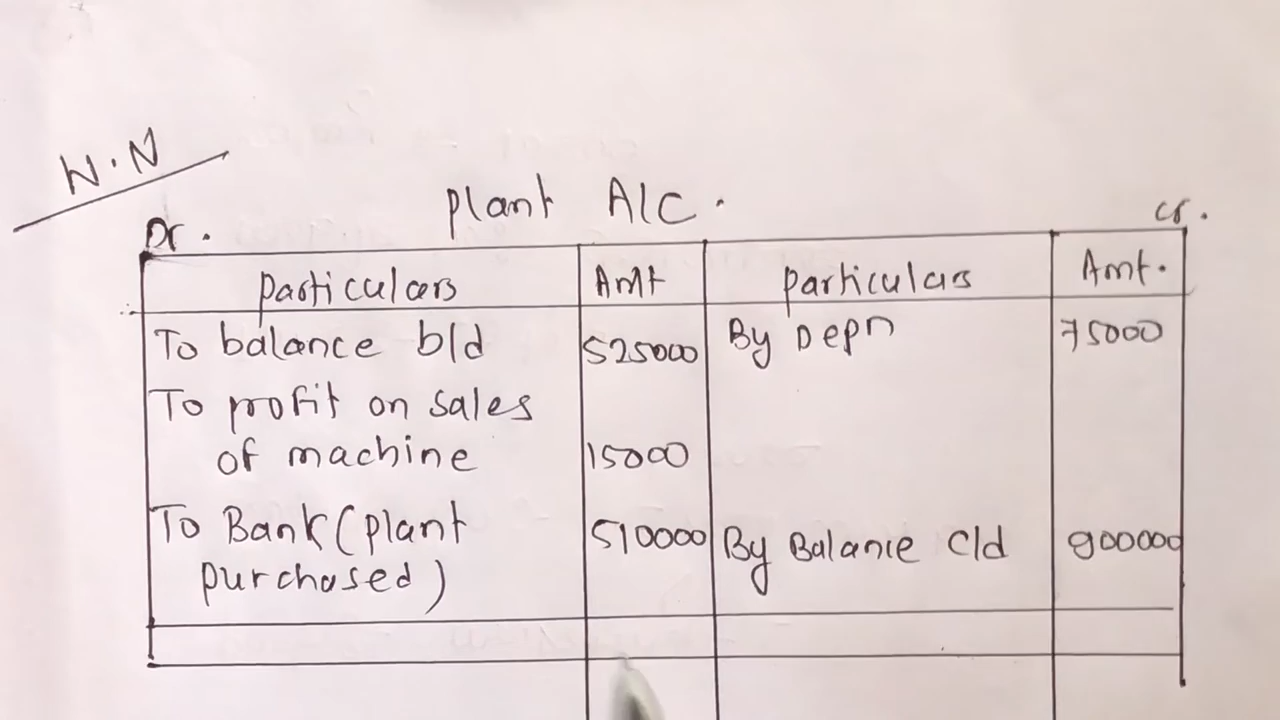 W.N
Plant A/C.
Dr. Cr.
Particulars Amt Particulars Amt.
To balance b/d 525000 By Depn 75000
To profit on sales
of machine 15000
To Bank (plant 510000 By Balance C/d 900000
purchased)